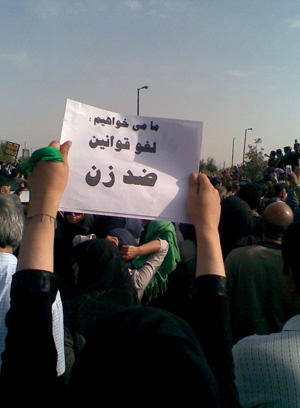 ما می خواهیم :
لغو قوانین
ضد زن